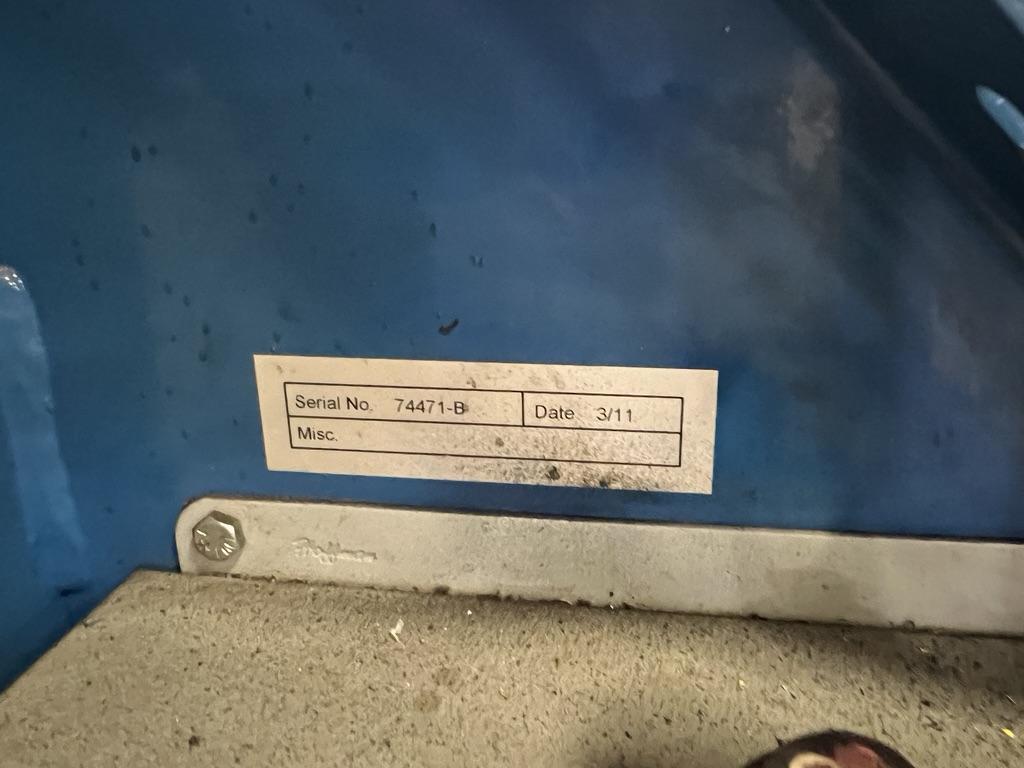 Serial No. 74471-B Date 3/11
Misc.